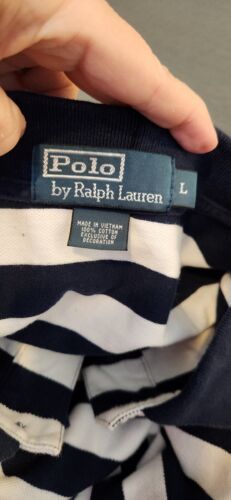 Polo
by Ralph Lauren
L
MADE IN VIETNAM
100% COTTON
EXCLUSIVE OF
DECORATION